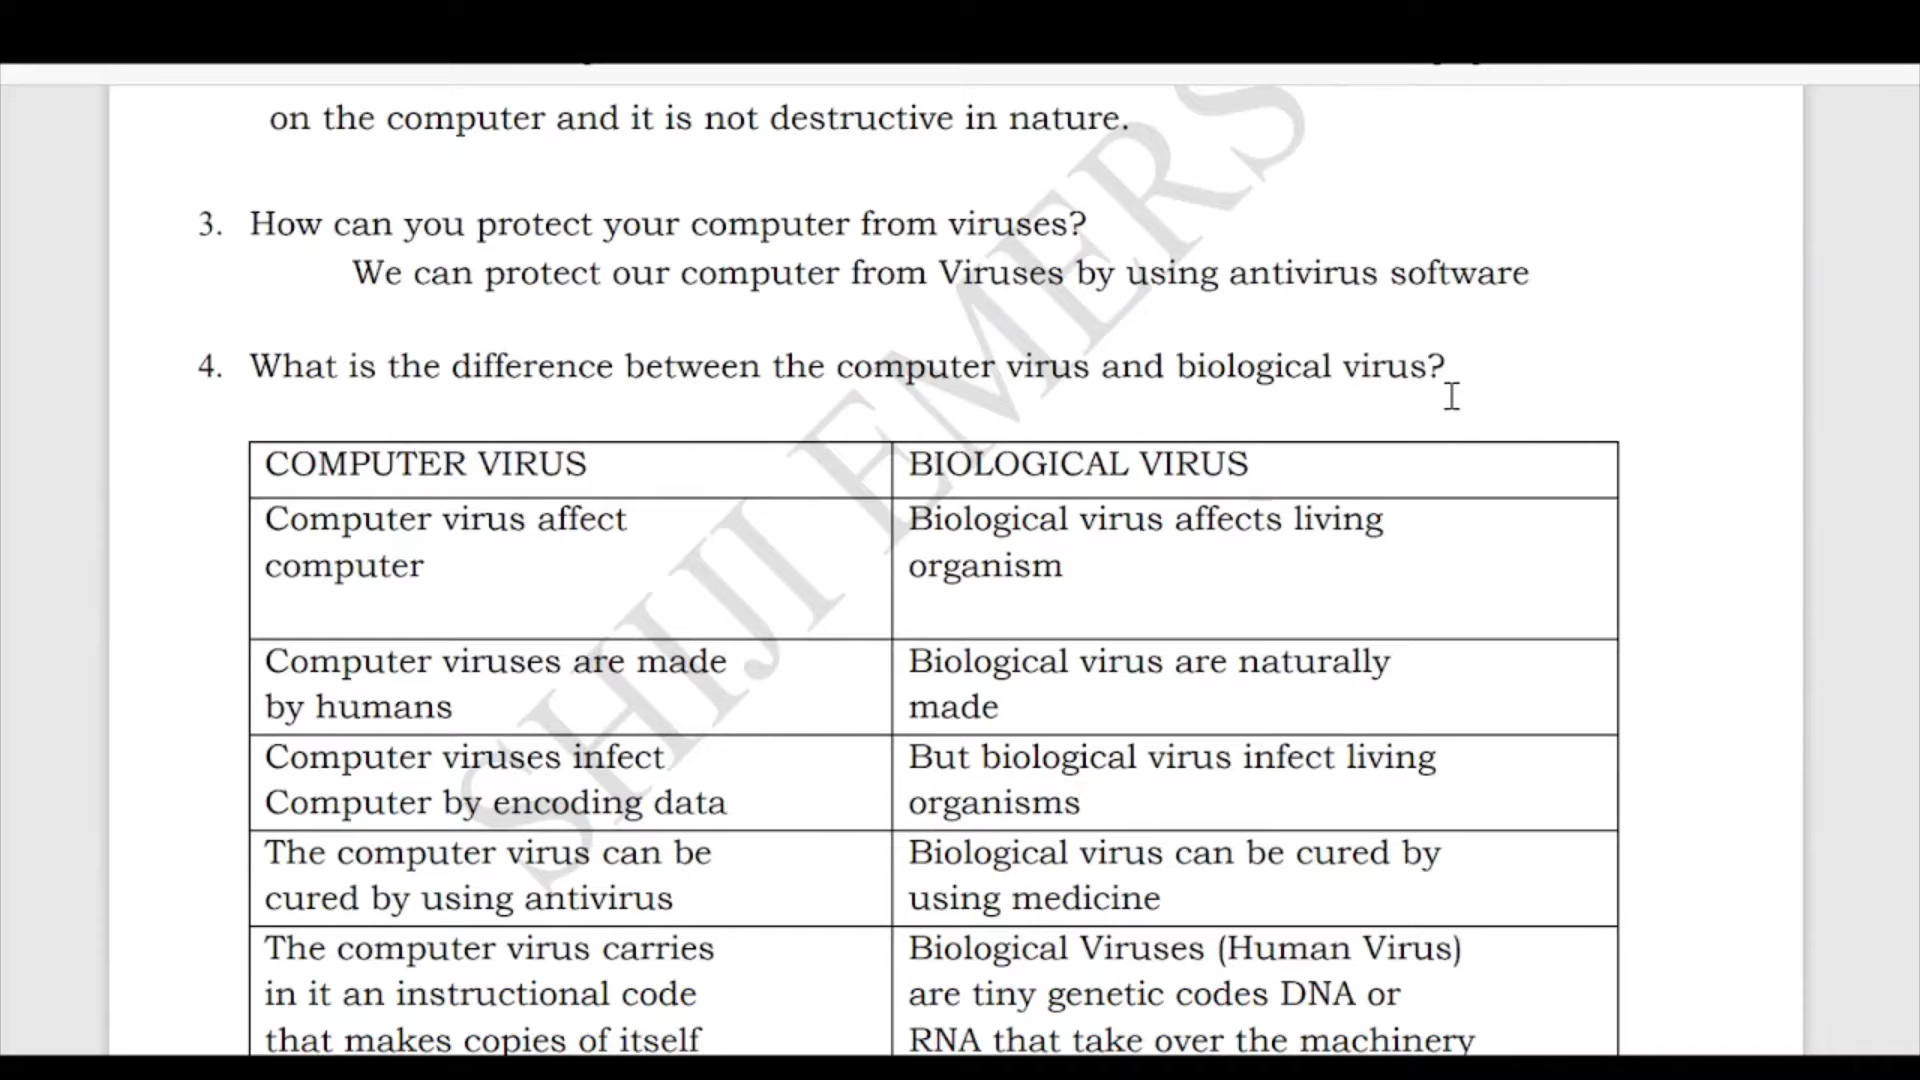 on the computer and it is not destructive in nature.
3. How can you protect your computer from viruses?
We can protect our computer from Viruses by using antivirus software
4. What is the difference between the computer virus and biological virus?
COMPUTER VIRUS
BIOLOGICAL VIRUS
Computer virus affect
computer
Biological virus affects living
organism
Computer viruses are made
by humans
Biological virus are naturally
made
Computer viruses infect
Computer by encoding data
But biological virus infect living
organisms
The computer virus can be
cured by using antivirus
Biological virus can be cured by
using medicine
The computer virus carries
in it an instructional code
that makes copies of itself
Biological Viruses (Human Virus)
are tiny genetic codes DNA or
RNA that take over the machinery
SHIJI EMERS